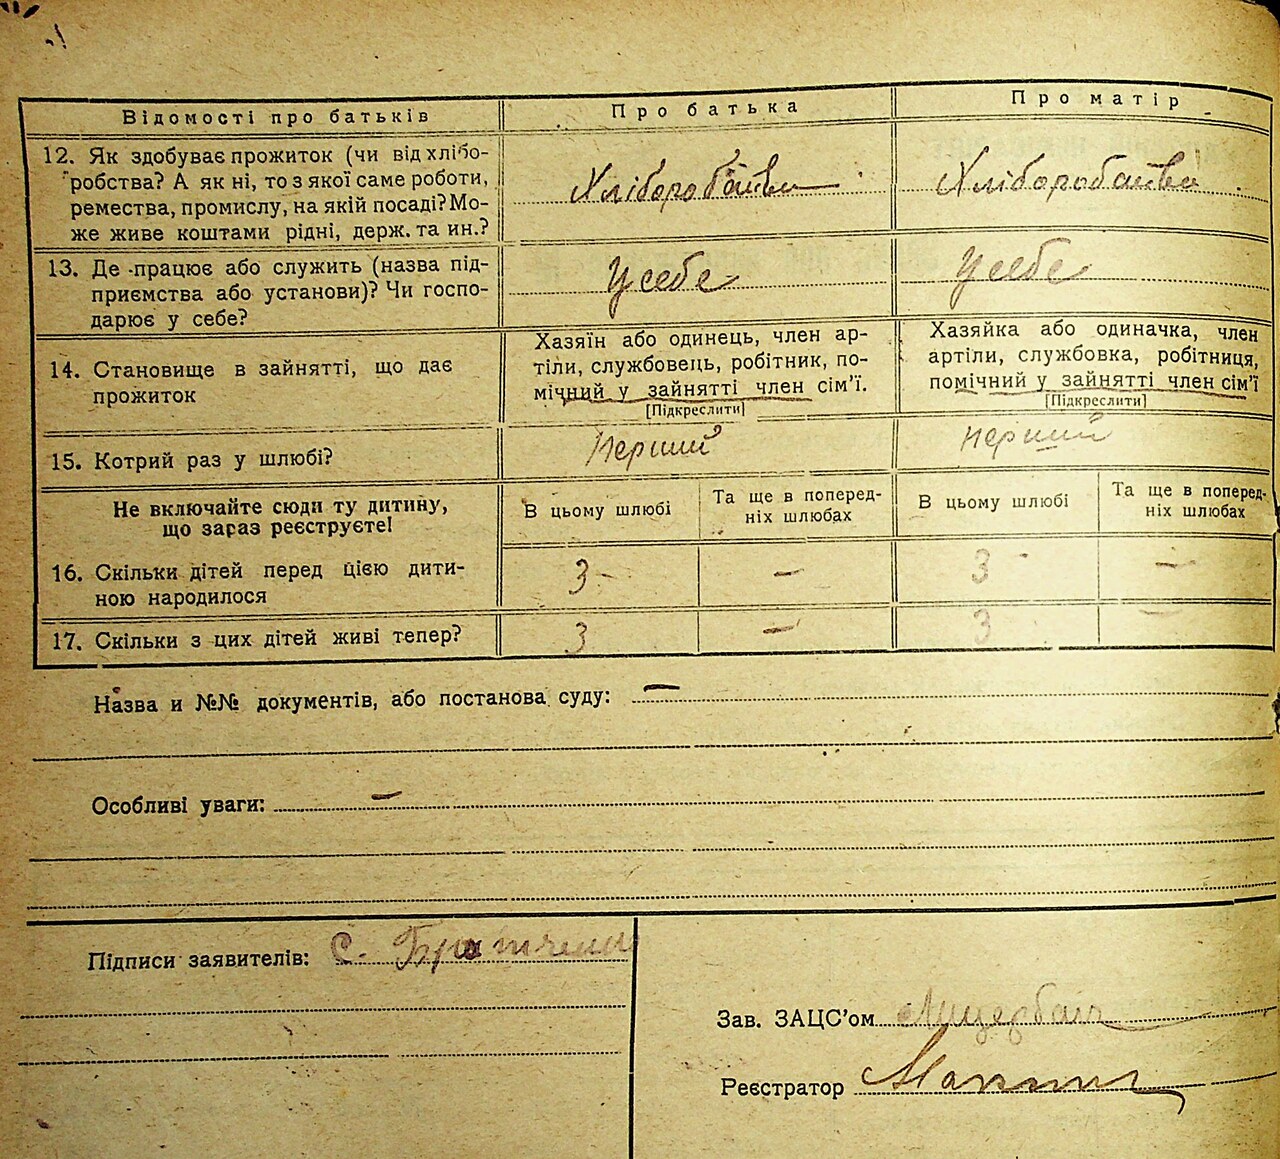 Відомості про батьків
Про батька
Про матір
12. Як здобуває прожиток (чи від хлібо-
робства? А як ні, то з якої саме роботи,
ремества, промислу, на якій посаді? Мо-
же живе коштами рідні, держ. та ин.?
Хліборобством
Хліборобством
13. Де працює або служить (назва під-
приємства або установи)? Чи госпо-
дарює у себе?
У себе
У себе
14. Становище в зайнятті, що дає
прожиток
Хазяїн або одинець, член ар-
тіли, службовець, робітник, по-
мічний у зайнятті член сім’ї.
[Підкреслити]
Хазяйка або одиначка, член
артіли, службовка, робітниця,
помічний у зайнятті член сім’ї
[Підкреслити]
15. Котрий раз у шлюбі?
Перший
Перший
Не включайте сюди ту дитину,
що зараз реєструєте!
В цьому шлюбі
Та ще в поперед-
ніх шлюбах
В цьому шлюбі
Та ще в поперед-
ніх шлюбах
16. Скільки дітей перед цією дити-
ною народилося
3 – – 3 – –
17. Скільки з цих дітей живі тепер?
3 – 3 –
Назва и №№ документів, або постанова суду: –
Особливі уваги: –
Підписи заявителів: С.
Зав. ЗАЦС’ом
Реєстратор